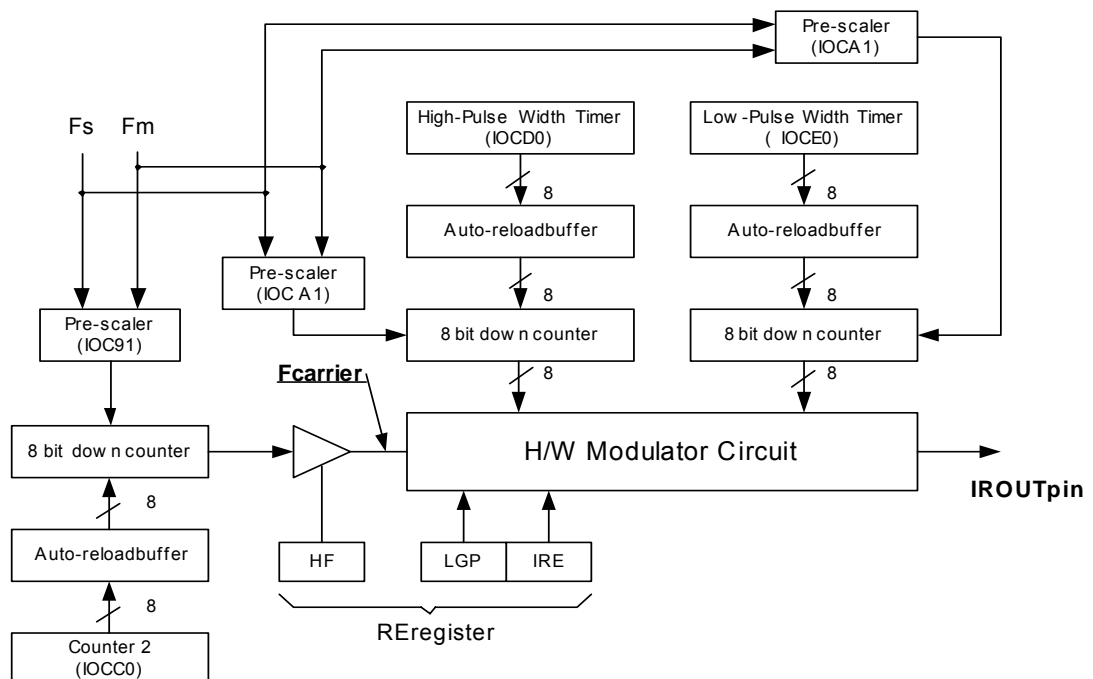 Pre-scaler
(IOCA1)
Fs Fm
High-Pulse Width Timer
(IOCD0)
Low-Pulse Width Timer
( IOCE0)
8
8
Auto-reloadbuffer
Auto-reloadbuffer
Pre-scaler
(IOC A1)
8
8
Pre-scaler
(IOC91)
8 bit dow n counter
8 bit dow n counter
8
8
Fcarrier
8 bit dow n counter
H/W Modulator Circuit
IROUTpin
8
Auto-reloadbuffer
HF
LGP
IRE
8
REregister
Counter 2
(IOCC0)